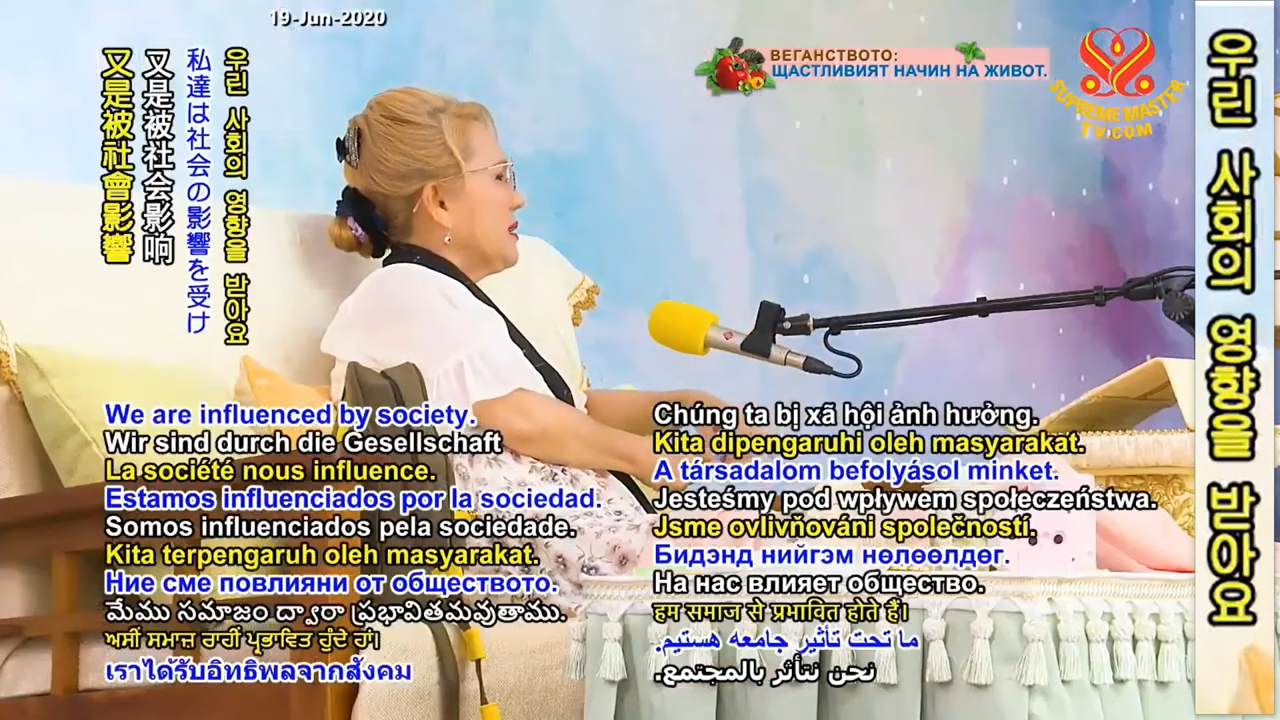 19-Jun-2020
ВЕГАНСТВОТО:
ЩАСТЛИВИЯТ НАЧИН НА ЖИВОТ.
SUPREME MASTER
TV.COM
우린 사회의 영향을 받아요
우린 사회의 영향을 받아요
私達は社会の影響を受け
又是被社会影响
又是被社會影響
We are influenced by society.
Wir sind durch die Gesellschaft
La société nous influence.
Estamos influenciados por la sociedad.
Somos influenciados pela sociedade.
Kita terpengaruh oleh masyarakat.
Ние сме повлияни от обществото.
మేము సమాజం ద్వారా ప్రభావితమవుతాము.
ਅਸੀਂ ਸਮਾਜ਼ ਰਾਹੀਂ ਪ੍ਰਭਾਵਿਤ ਹੁੰਦੇ ਹਾਂ।
เราได้รับอิทธิพลจากสังคม
Chúng ta bị xã hội ảnh hưởng.
Kita dipengaruhi oleh masyarakat.
A társadalom befolyásol minket.
Jesteśmy pod wpływem społeczeństwa.
Jsme ovlivňováni společností.
Бидэнд нийгэм нөлөөлдөг.
На нас влияет общество.
हम समाज से प्रभावित होते हैं।
ما تحت تأثیر جامعه هستیم.
نحن نتأثر بالمجتمع.